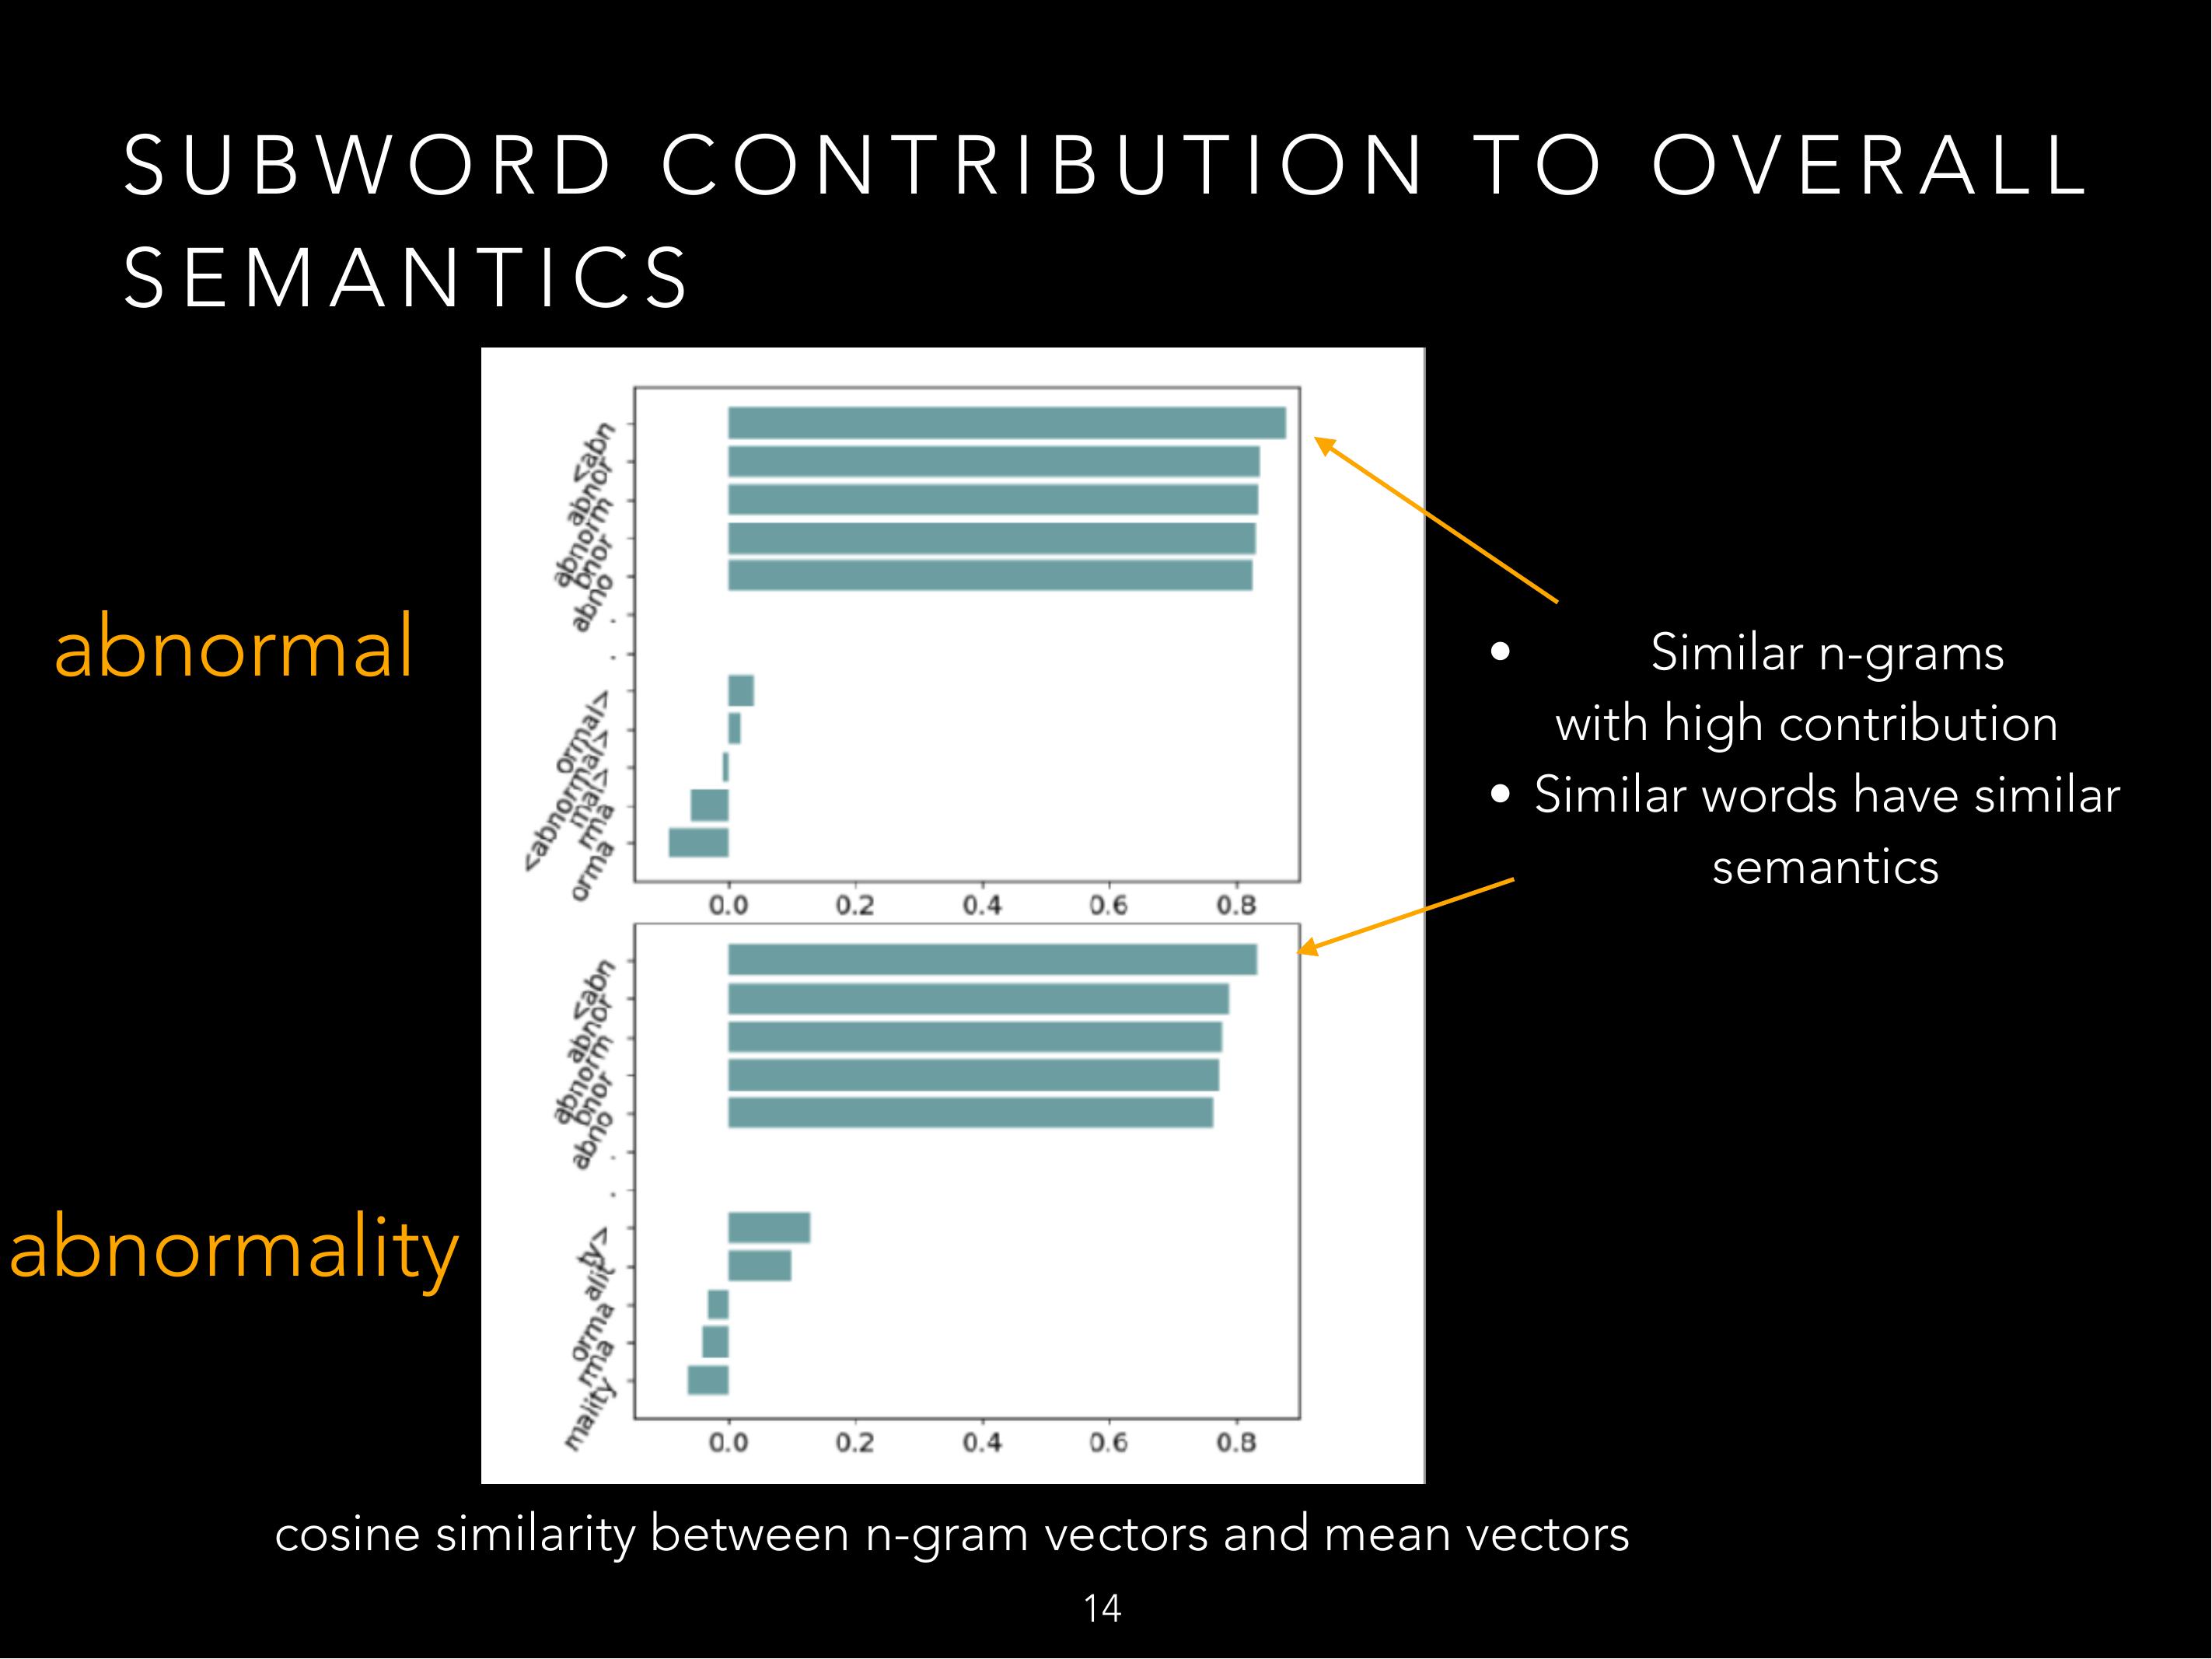 SUBWORD CONTRIBUTION TO OVERALL
SEMANTICS
abnormal
<abn
abnor
abnorm
bnor
abno
.
.
ormal>
<abnormal>
mal>
rma
orma
0.0 0.2 0.4 0.6 0.8
• Similar n-grams
with high contribution
• Similar words have similar
semantics
abnormality
<abn
abnor
abnorm
bnor
abno
.
.
ty>
alit
orma
rma
mality
0.0 0.2 0.4 0.6 0.8
cosine similarity between n-gram vectors and mean vectors
14